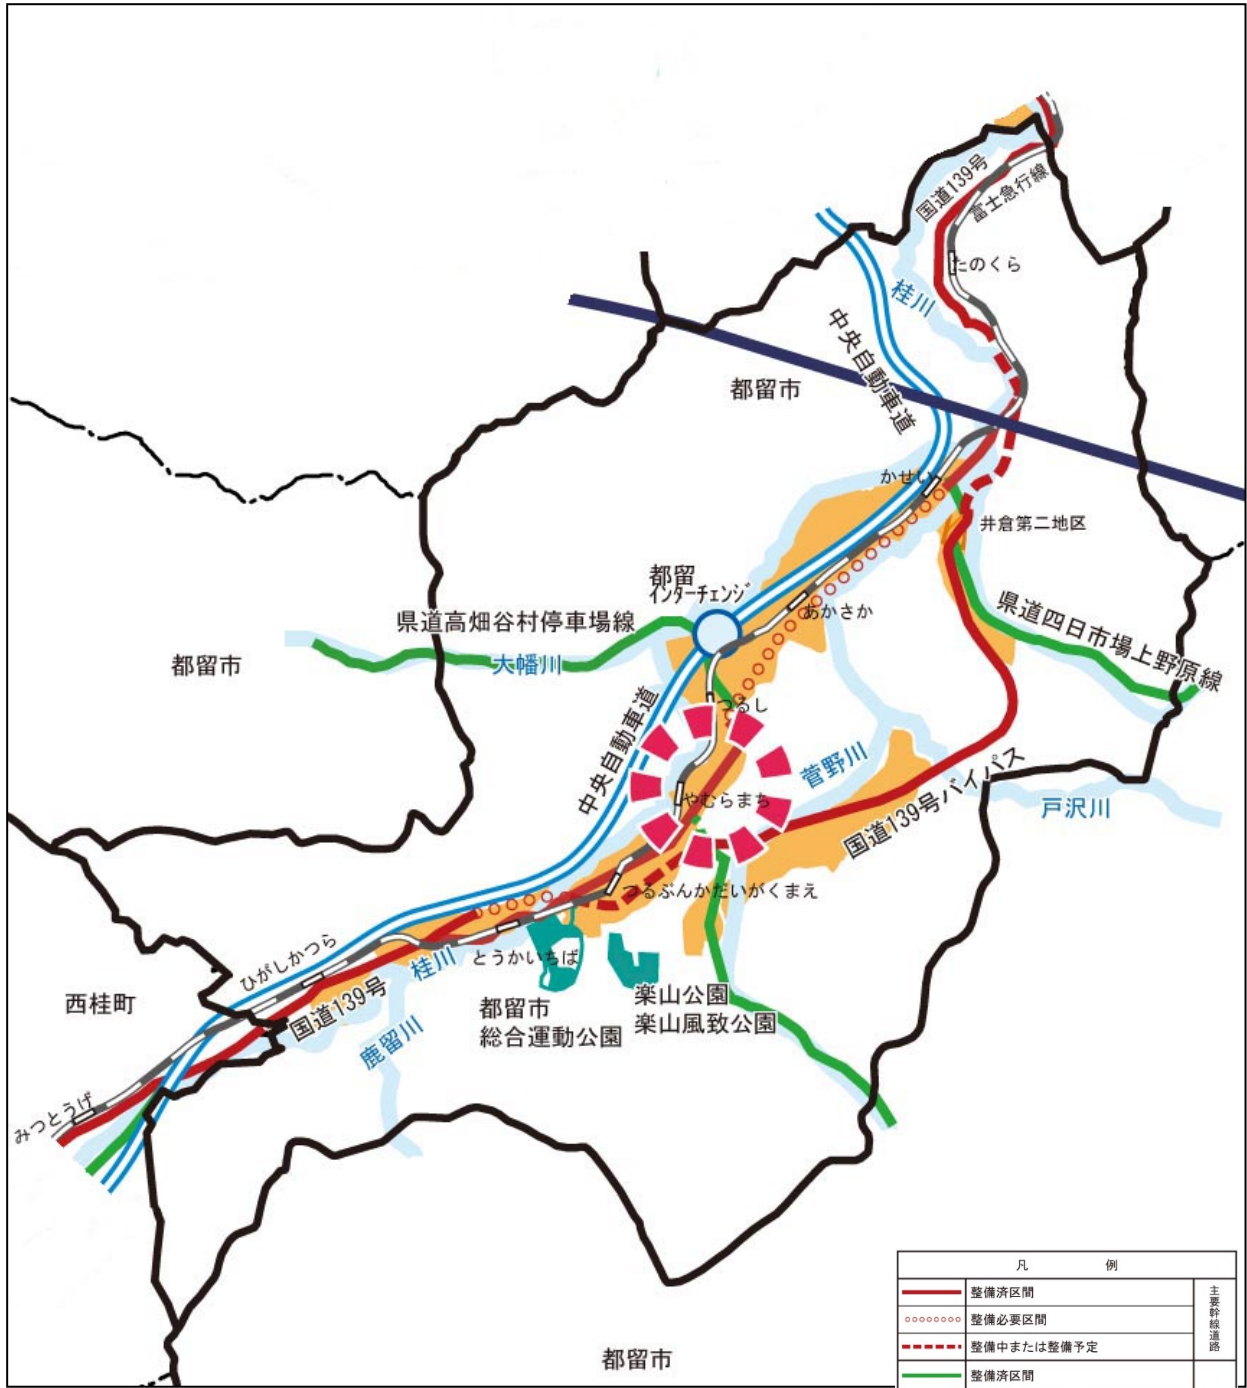 国道139号
富士急行線
たのくら
桂川
中央自動車道
都留市
かせい
井倉第二地区
都留
インターチェンジ
あかさか
県道高畑谷村停車場線
県道四日市場上野原線
都留市
大幡川
つるし
中央自動車道
菅野川
やむらまち
国道139号バイパス
戸沢川
つるぶんかだいがくまえ
ひがしかつら
桂川
とうかいちば
西桂町
国道139号
都留市
総合運動公園
楽山公園
楽山風致公園
鹿留川
みつとうげ
都留市
凡 例
整備済区間
整備必要区間
整備中または整備予定
主要幹線道路
整備済区間